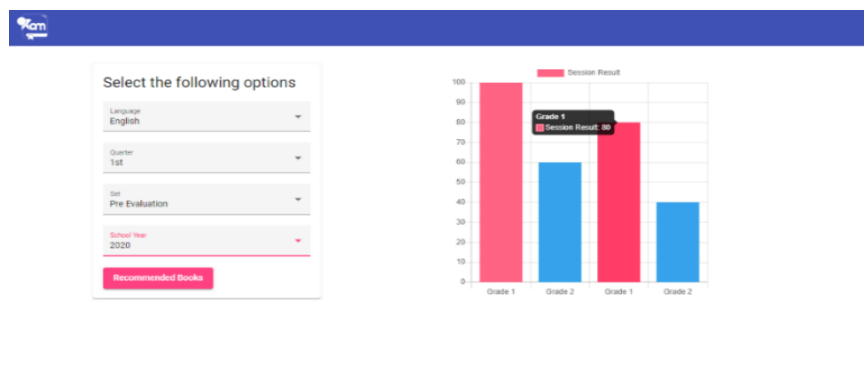 Xam
Select the following options
Language
English
Quarter
1st
Set
Pre Evaluation
School Year
2020
Recommended Books
Session Result
100
90
80
70
60
50
40
30
20
10
0
Grade 1
Session Result: 80
Grade 1 Grade 2 Grade 1 Grade 2